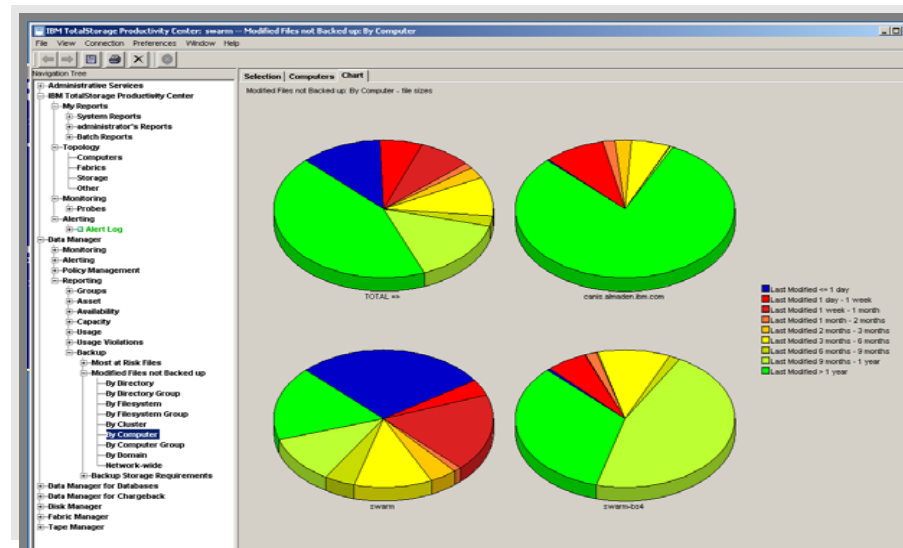 IBM TotalStorage Productivity Center: swarm -- Modified Files not Backed up: By Computer
File View Connection Preferences Window Help
Navigation Tree
Administrative Services
IBM TotalStorage Productivity Center
My Reports
System Reports
administrator's Reports
Batch Reports
Topology
Computers
Fabrics
Storage
Other
Monitoring
Probes
Alerting
Alert Log
Data Manager
Monitoring
Alerting
Policy Management
Reporting
Groups
Asset
Availability
Capacity
Usage
Usage Violations
Backup
Most at Risk Files
Modified Files not Backed up
By Directory
By Directory Group
By Filesystem
By Filesystem Group
By Cluster
By Computer
By Computer Group
By Domain
Network-wide
Backup Storage Requirements
Data Manager for Databases
Data Manager for Chargeback
Disk Manager
Fabric Manager
Tape Manager
Selection Computers Chart
Modified Files not Backed up: By Computer - file sizes
TOTAL =>
canis.almaden.ibm.com
swarm
swarm-bs4
Last Modified <= 1 day
Last Modified 1 day - 1 week
Last Modified 1 week - 1 month
Last Modified 1 month - 2 months
Last Modified 2 months - 3 months
Last Modified 3 months - 6 months
Last Modified 6 months - 9 months
Last Modified 9 months - 1 year
Last Modified > 1 year